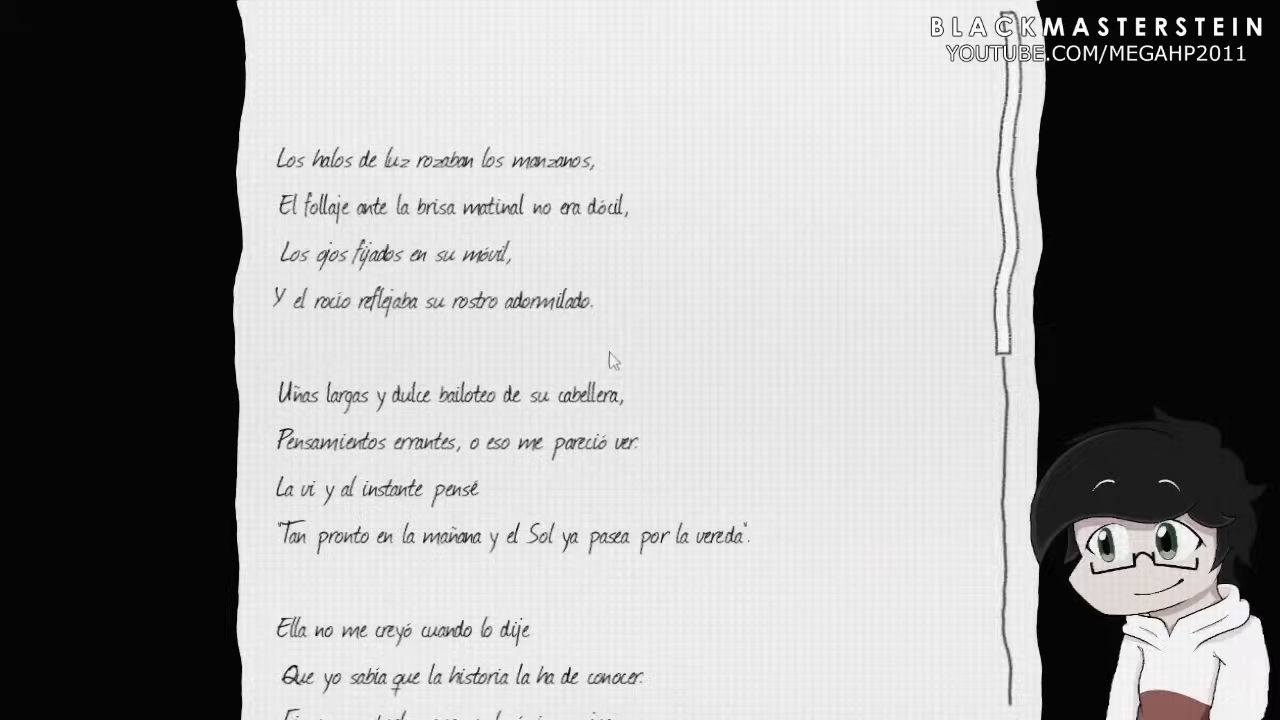 BLACKMASTERSTEIN
YOUTUBE.COM/MEGAHP2011
Los halos de luz rozaban los manzanos,
El follaje ante la brisa matinal no era dócil,
Los ojos fijados en su móvil,
Y el rocío reflejaba su rostro adormilado.
Uñas largas y dulce bailoteo de su cabellera,
Pensamientos errantes, o eso me pareció ver.
La vi y al instante pensé
"Tan pronto en la mañana y el Sol ya pasea por la vereda".
Ella no me creyó cuando lo dije
Que yo sabía que la historia la ha de conocer.